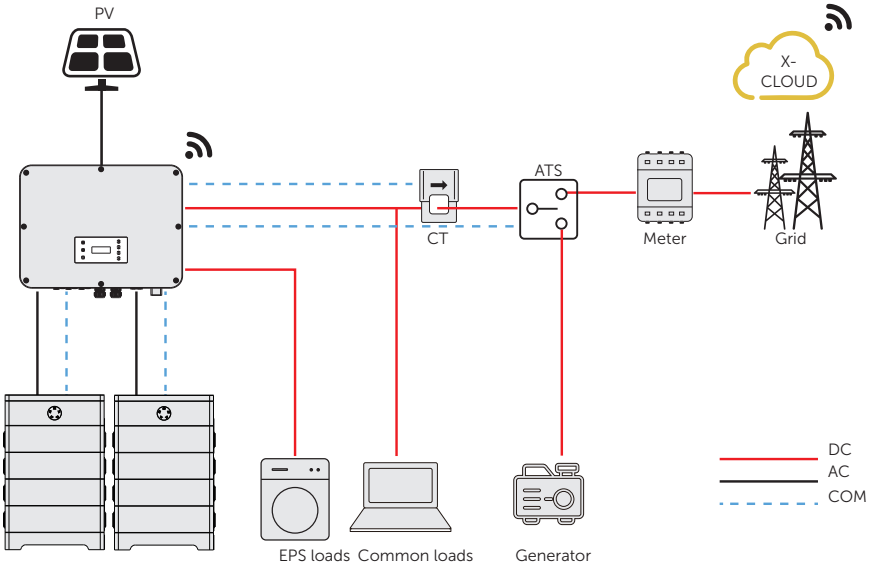 PV
X-
CLOUD
ATS
CT
Meter
Grid
DC
AC
COM
EPS loads
Common loads
Generator